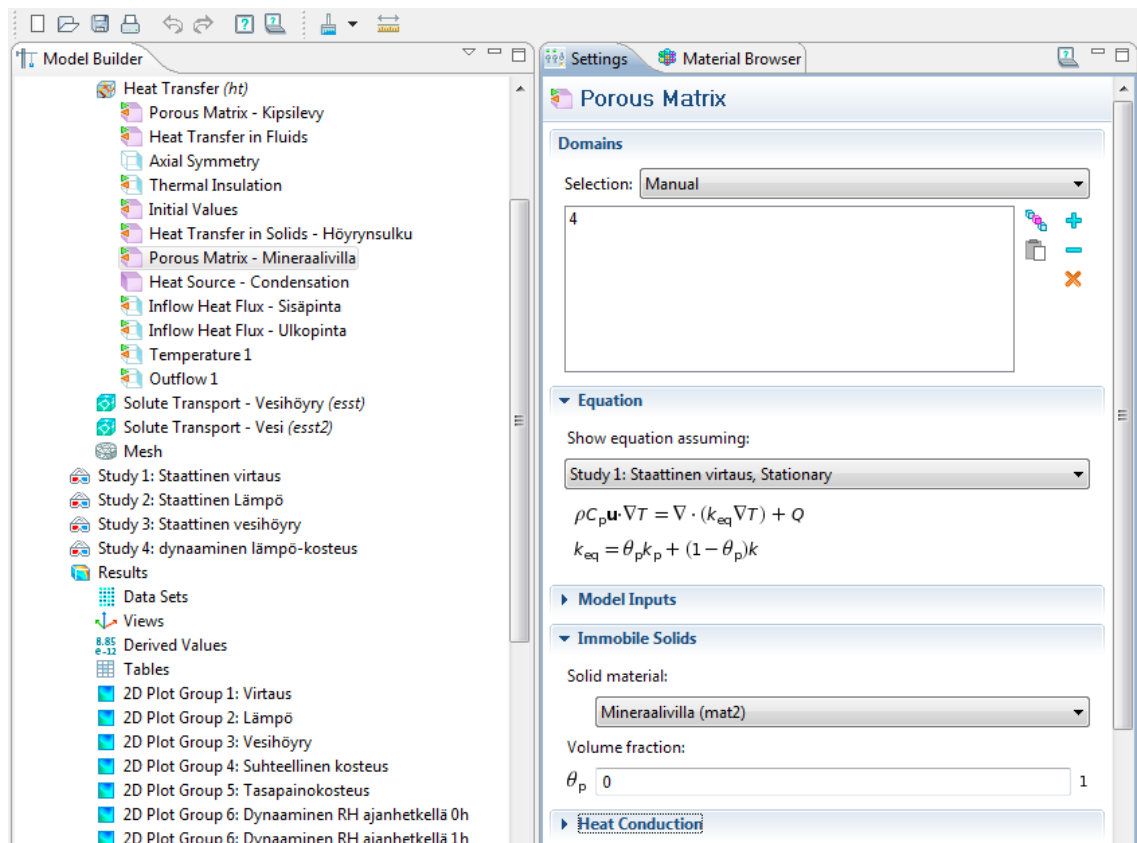 Model Builder
Heat Transfer (ht)
Porous Matrix - Kipsilevy
Heat Transfer in Fluids
Axial Symmetry
Thermal Insulation
Initial Values
Heat Transfer in Solids - Höyrynsulku
Porous Matrix - Mineraalivilla
Heat Source - Condensation
Inflow Heat Flux - Sisäpinta
Inflow Heat Flux - Ulkopinta
Temperature 1
Outflow 1
Solute Transport - Vesihöyry (esst)
Solute Transport - Vesi (esst2)
Mesh
Study 1: Staattinen virtaus
Study 2: Staattinen Lämpö
Study 3: Staattinen vesihöyry
Study 4: dynaaminen lämpö-kosteus
Results
Data Sets
Views
8.85
e-12
Derived Values
Tables
2D Plot Group 1: Virtaus
2D Plot Group 2: Lämpö
2D Plot Group 3: Vesihöyry
2D Plot Group 4: Suhteellinen kosteus
2D Plot Group 5: Tasapainokosteus
2D Plot Group 6: Dynaaminen RH ajanhetkellä 0h
2D Plot Group 6: Dynaaminen RH ajanhetkellä 1h
Settings
Material Browser
Porous Matrix
Domains
Selection: Manual
4
Equation
Show equation assuming:
Study 1: Staattinen virtaus, Stationary
ρC_p u·∇T = ∇·(k_eq ∇T) + Q
k_eq = θ_p k_p + (1 − θ_p)k
Model Inputs
Immobile Solids
Solid material:
Mineraalivilla (mat2)
Volume fraction:
θ_p 0 1
Heat Conduction